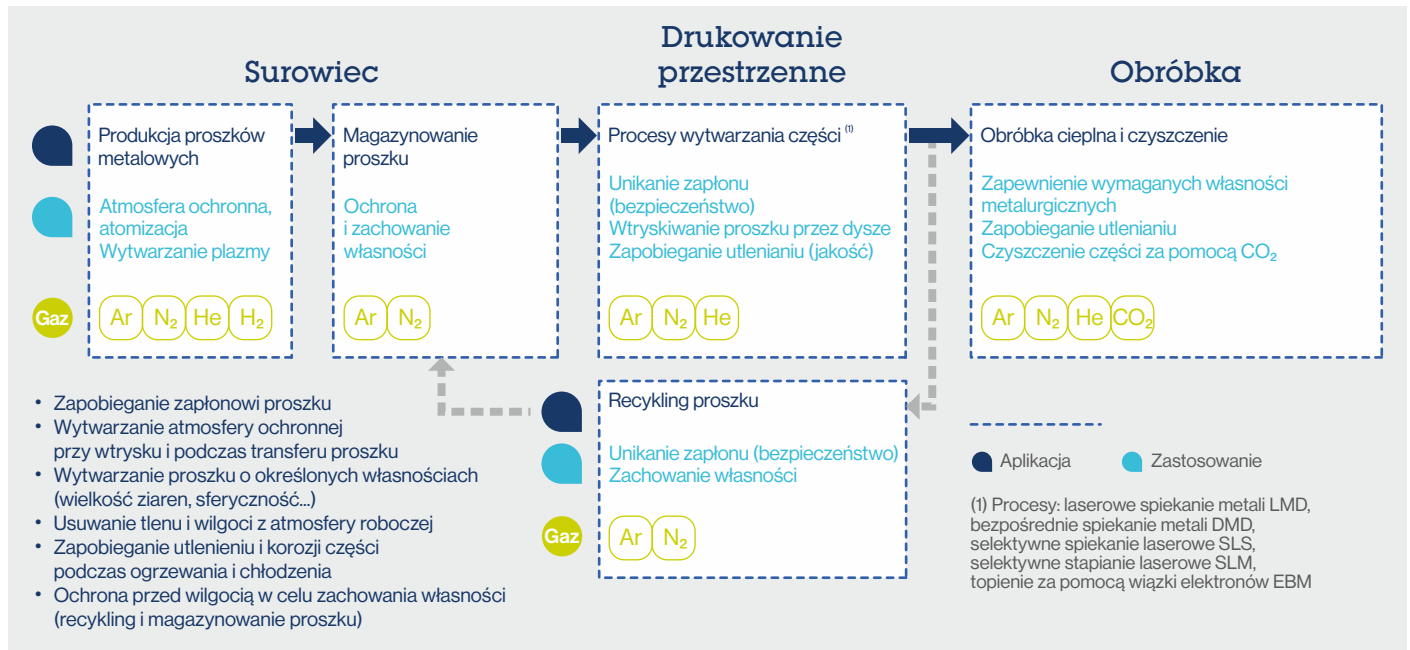 Surowiec
Drukowanie
przestrzenne
Obróbka
Produkcja proszków
metalowych
Atmosfera ochronna,
atomizacja
Wytwarzanie plazmy
Gaz
Ar N₂ He H₂
Magazynowanie
proszku
Ochrona
i zachowanie
własności
Ar N₂
Procesy wytwarzania części (1)
Unikanie zapłonu
(bezpieczeństwo)
Wtryskiwanie proszku przez dysze
Zapobieganie utlenianiu (jakość)
Ar N₂ He
Obróbka cieplna i czyszczenie
Zapewnienie wymaganych własności
metalurgicznych
Zapobieganie utlenianiu
Czyszczenie części za pomocą CO₂
Ar N₂ He CO₂
• Zapobieganie zapłonowi proszku
• Wytwarzanie atmosfery ochronnej
przy wtrysku i podczas transferu proszku
• Wytwarzanie proszku o określonych własnościach
(wielkość ziaren, sferyczność...)
• Usuwanie tlenu i wilgoci z atmosfery roboczej
• Zapobieganie utlenieniu i korozji części
podczas ogrzewania i chłodzenia
• Ochrona przed wilgocią w celu zachowania własności
(recykling i magazynowanie proszku)
Recykling proszku
Unikanie zapłonu (bezpieczeństwo)
Zachowanie własności
Gaz
Ar N₂
Aplikacja
Zastosowanie
(1) Procesy: laserowe spiekanie metali LMD,
bezpośrednie spiekanie metali DMD,
selektywne spiekanie laserowe SLS,
selektywne stapianie laserowe SLM,
topienie za pomocą wiązki elektronów EBM